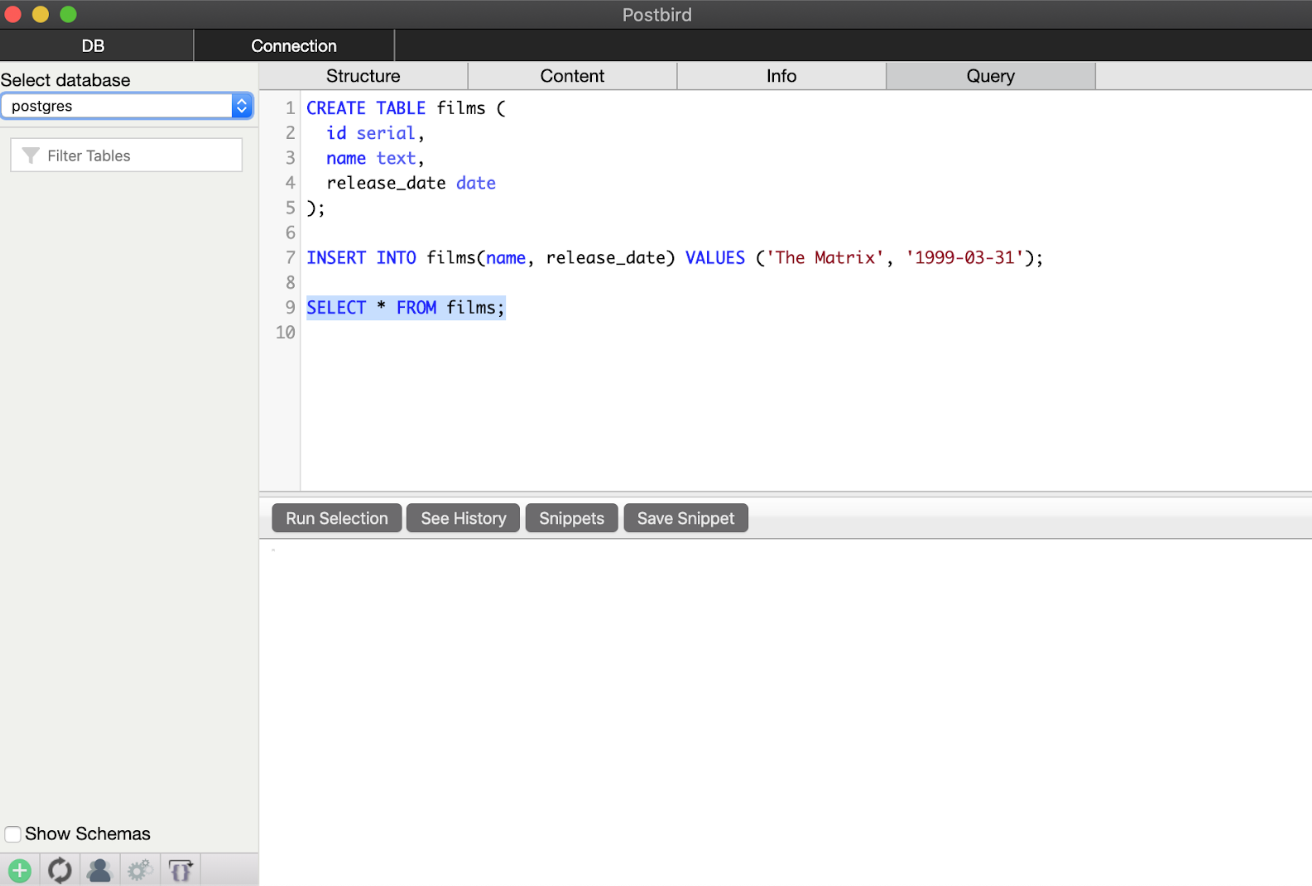 Postbird
DB
Connection
Select database
postgres
Filter Tables
Structure
Content
Info
Query
1 CREATE TABLE films (
2   id serial,
3   name text,
4   release_date date
5 );
6
7 INSERT INTO films(name, release_date) VALUES ('The Matrix', '1999-03-31');
8
9 SELECT * FROM films;
10
Run Selection
See History
Snippets
Save Snippet
Show Schemas